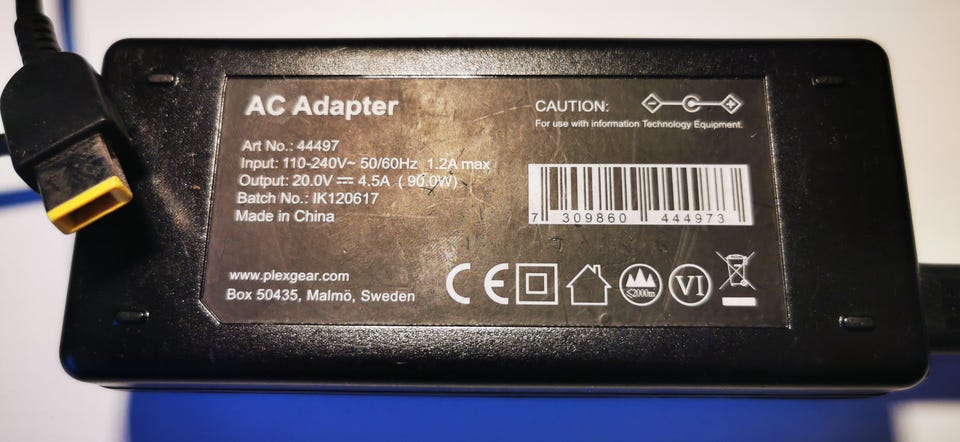 AC Adapter
Art No.: 44497
Input: 110-240V~ 50/60Hz 1.2A max
Output: 20.0V⎓ 4.5A ( 90.0W)
Batch No.: IK120617
Made in China
www.plexgear.com
Box 50435, Malmö, Sweden
CAUTION:
For use with information Technology Equipment.
7 309860 444973
CE
≤2000m
VI